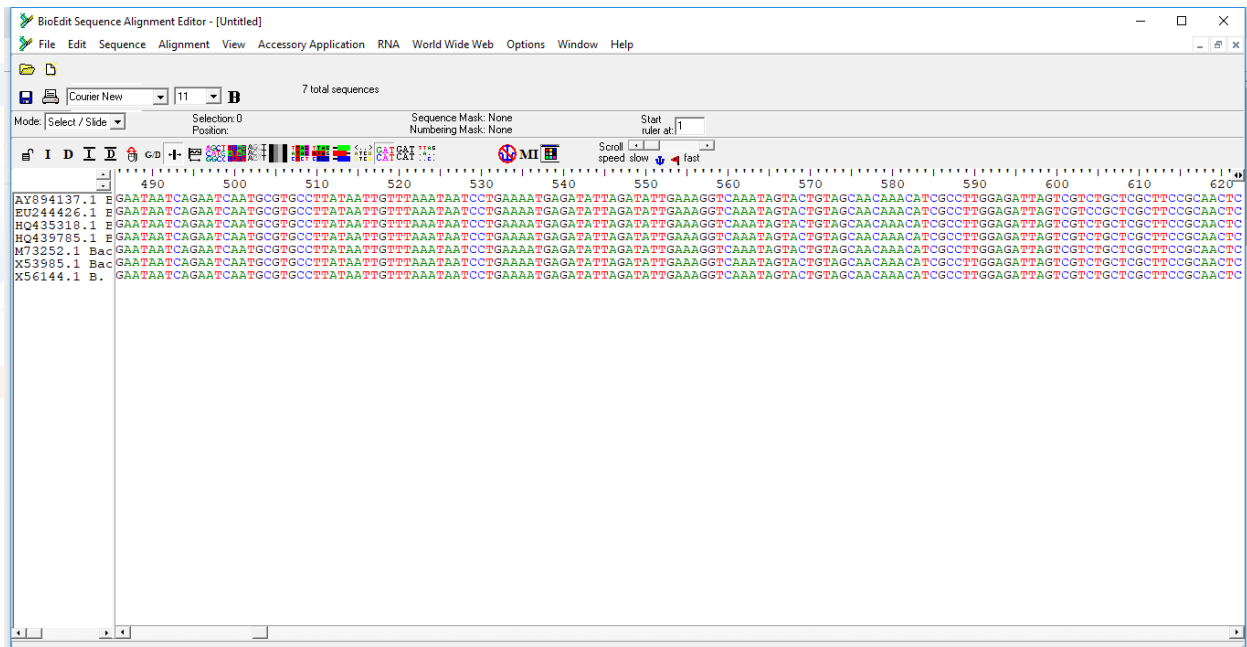 BioEdit Sequence Alignment Editor - [Untitled]
File Edit Sequence Alignment View Accessory Application RNA World Wide Web Options Window Help
7 total sequences
Courier New 11 B
Mode: Select / Slide Selection: 0 Sequence Mask: None Start ruler at: 1
Position: Numbering Mask: None
I D I D G/D MI Scroll speed slow fast
490 500 510 520 530 540 550 560 570 580 590 600 610 620
AY894137.1 B GAATAATCAGAATCAATGCGTGCCTTATAATTGTTTAAATAATCCTGAAAATGAGATATTAGATATTGAAAGGTCAAATAGTACTGTAGCAACAAACATCGCCTTGGAGATTAGTCGTCTGCTCGCTTCCGCAACTC
EU244426.1 E GAATAATCAGAATCAATGCGTGCCTTATAATTGTTTAAATAATCCTGAAAATGAGATATTAGATATTGAAAGGTCAAATAGTACTGTAGCAACAAACATCGCCTTGGAGATTAGTCGTCCGCTCGCTTCCGCAACTC
HQ435318.1 E GAATAATCAGAATCAATGCGTGCCTTATAATTGTTTAAATAATCCTGAAAATGAGATATTAGATATTGAAAGGTCAAATAGTACTGTAGCAACAAACATCGCCTTGGAGATTAGTCGTCTGCTCGCTTCCGCAACTC
HQ439785.1 E GAATAATCAGAATCAATGCGTGCCTTATAATTGTTTAAATAATCCTGAAAATGAGATATTAGATATTGAAAGGTCAAATAGTACTGTAGCAACAAACATCGCCTTGGAGATTAGTCGTCTGCTCGCTTCCGCAACTC
M73252.1 Bac GAATAATCAGAATCAATGCGTGCCTTATAATTGTTTAAATAATCCTGAAAATGAGATATTAGATATTGAAAGGTCAAATAGTACTGTAGCAACAAACATCGCCTTGGAGATTAGTCGTCTGCTCGCTTCCGCAACTC
X53985.1 Bac GAATAATCAGAATCAATGCGTGCCTTATAATTGTTTAAATAATCCTGAAAATGAGATATTAGATATTGAAAGGTCAAATAGTACTGTAGCAACAAACATCGCCTTGGAGATTAGTCGTCTGCTCGCTTCCGCAACTC
X56144.1 B. GAATAATCAGAATCAATGCGTGCCTTATAATTGTTTAAATAATCCTGAAAATGAGATATTAGATATTGAAAGGTCAAATAGTACTGTAGCAACAAACATCGCCTTGGAGATTAGTCGTCTGCTCGCTTCCGCAACTC